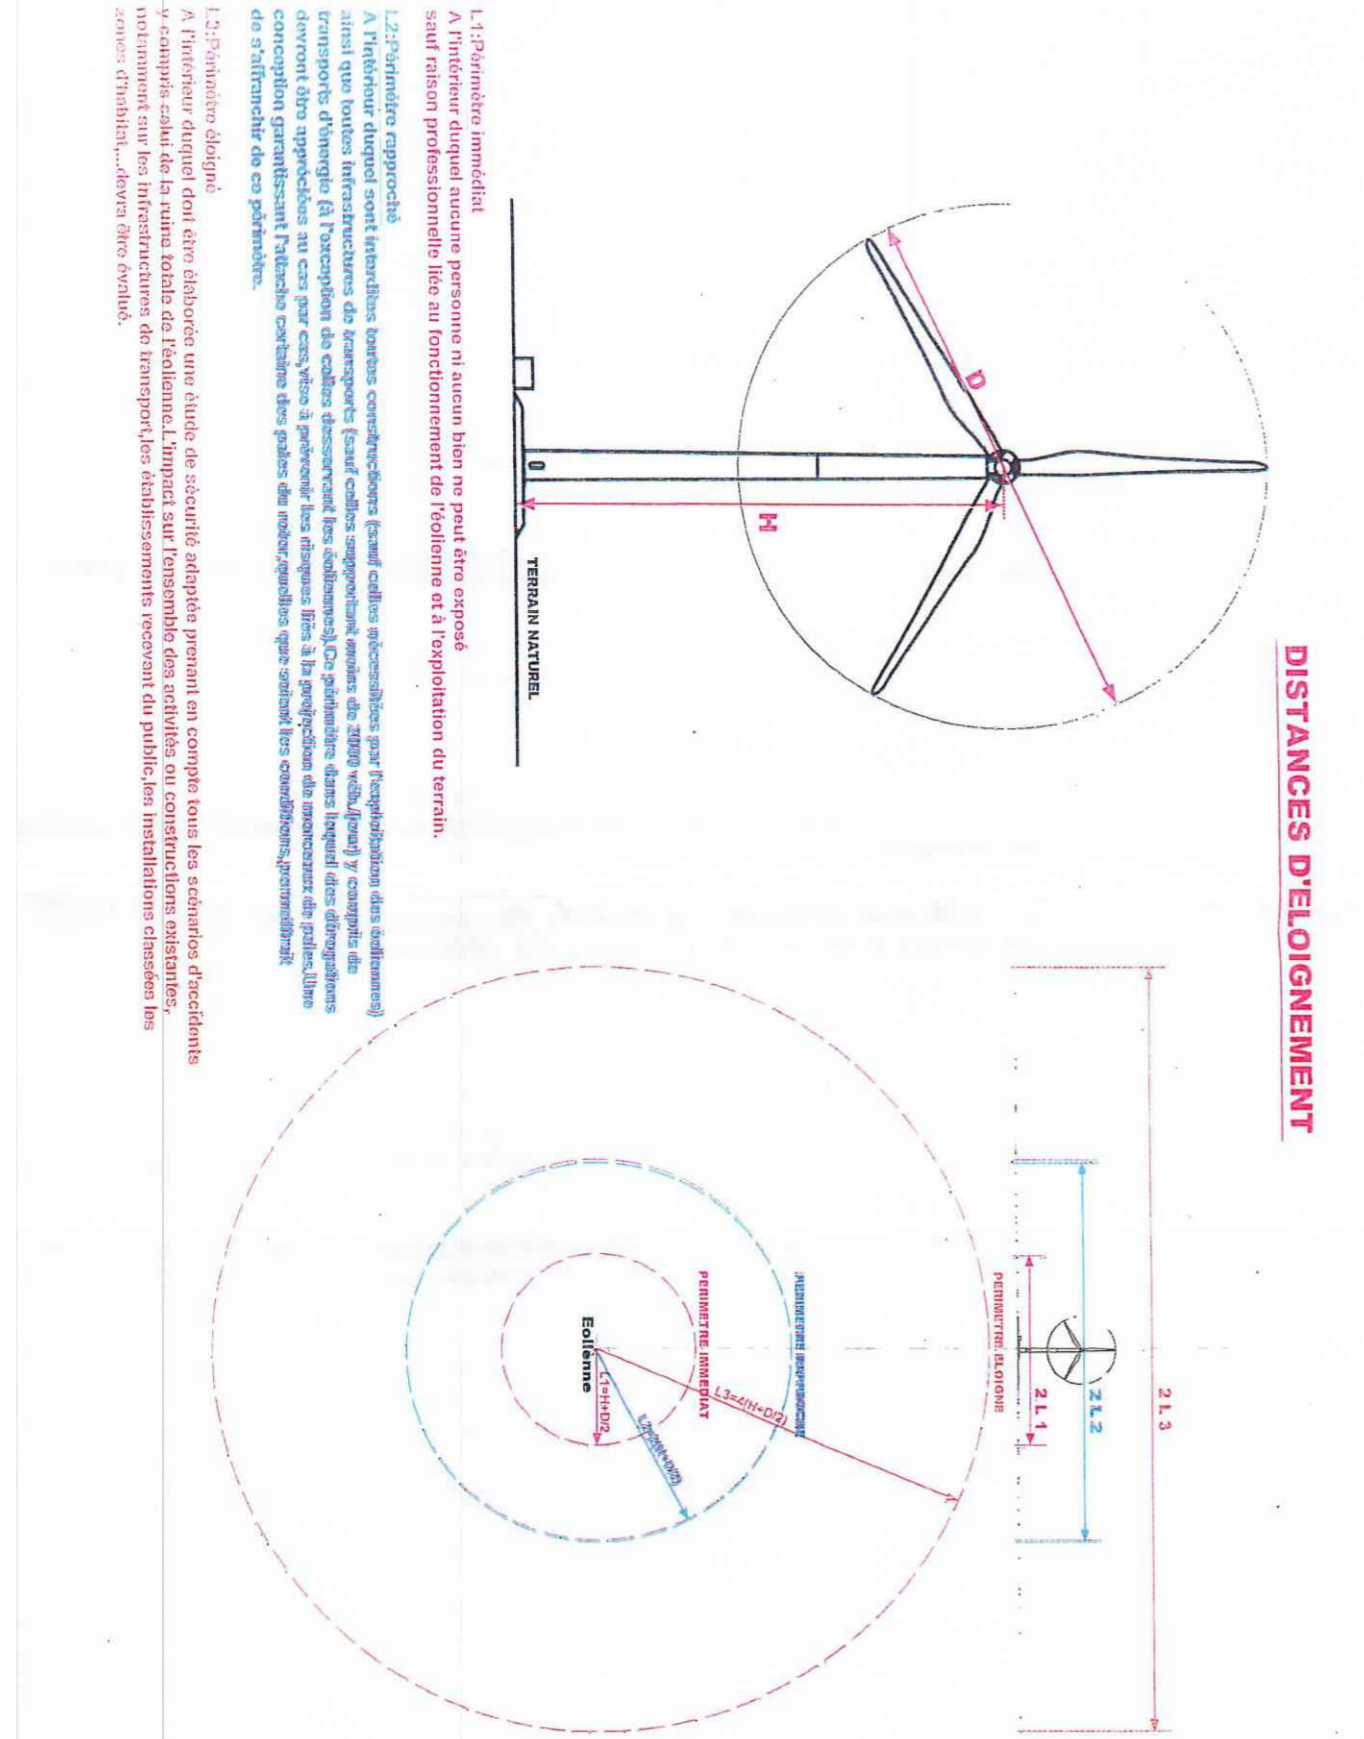 DISTANCES D'ELOIGNEMENT
D
H
TERRAIN NATUREL
2 L 3
2 L 2
2 L 1
PERIMETRE ELOIGNE
PERIMETRE RAPPROCHE
PERIMETRE IMMEDIAT
L3=4(H+D/2)
L2=2(H+D/2)
L1=H+D/2
Eoliènne
L1:Périmètre immédiat
A l'intérieur duquel aucune personne ni aucun bien ne peut être exposé
sauf raison professionnelle liée au fonctionnement de l'éolienne et à l'exploitation du terrain.
L2:Périmètre rapproché
A l'intérieur duquel sont interdites toutes constructions (sauf celles nécessitées par l'exploitation des éoliennes)
ainsi que toutes infrastructures de transports (sauf celles supportant moins de 2000 véh./jour) y compris de
transports d'énergie (à l'exception de celles desservant les éoliennes).Ce périmètre dans lequel des dérogations
devront être appréciées au cas par cas,vise à prévenir les risques liés à la projection de morceaux de pales.Une
conception garantissant l'attache certaine des pales du rotor,quelles que soient les conditions,permettrait
de s'affranchir de ce périmètre.
L3:Périmètre éloigné
A l'intérieur duquel doit être élaborée une étude de sécurité adaptée prenant en compte tous les scénarios d'accidents
y compris celui de la ruine totale de l'éolienne.L'impact sur l'ensemble des activités ou constructions existantes,
notamment sur les infrastructures de transport,les établissements recevant du public,les installations classées les
zones d'habitat,...devra être évalué.